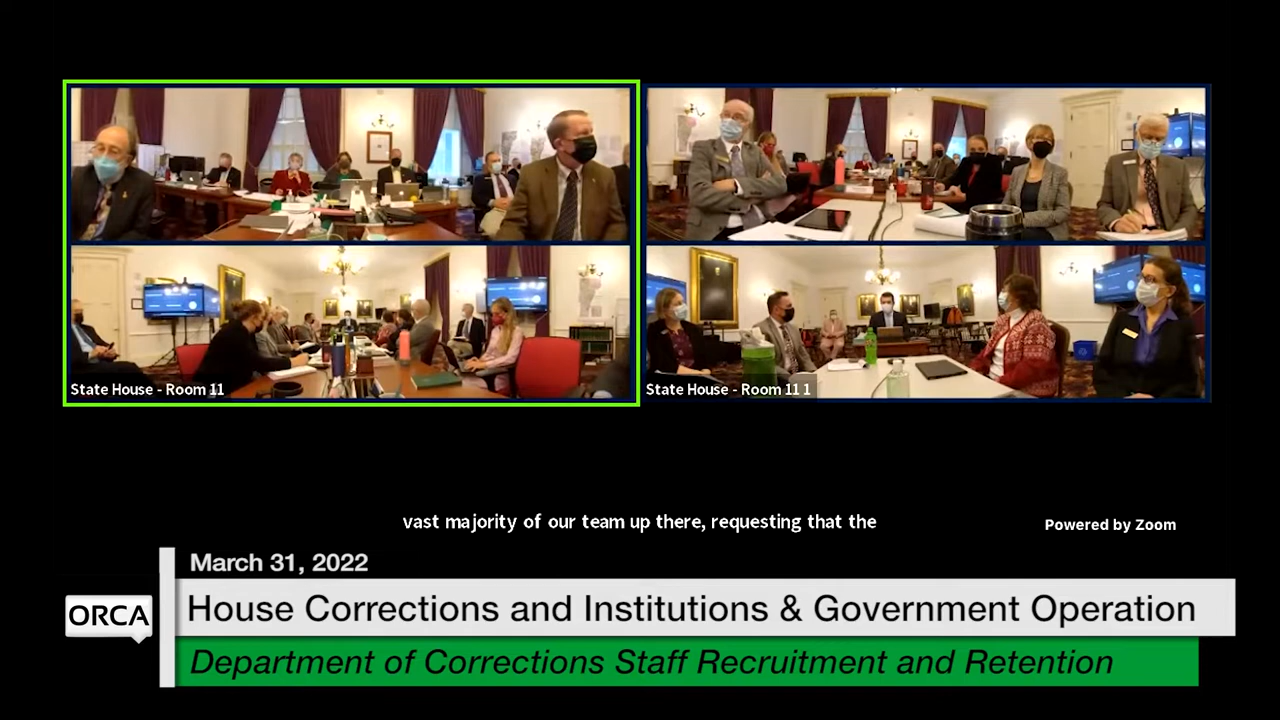 State House - Room 11
State House - Room 11 1
vast majority of our team up there, requesting that the
Powered by Zoom
March 31, 2022
ORCA
House Corrections and Institutions & Government Operation
Department of Corrections Staff Recruitment and Retention